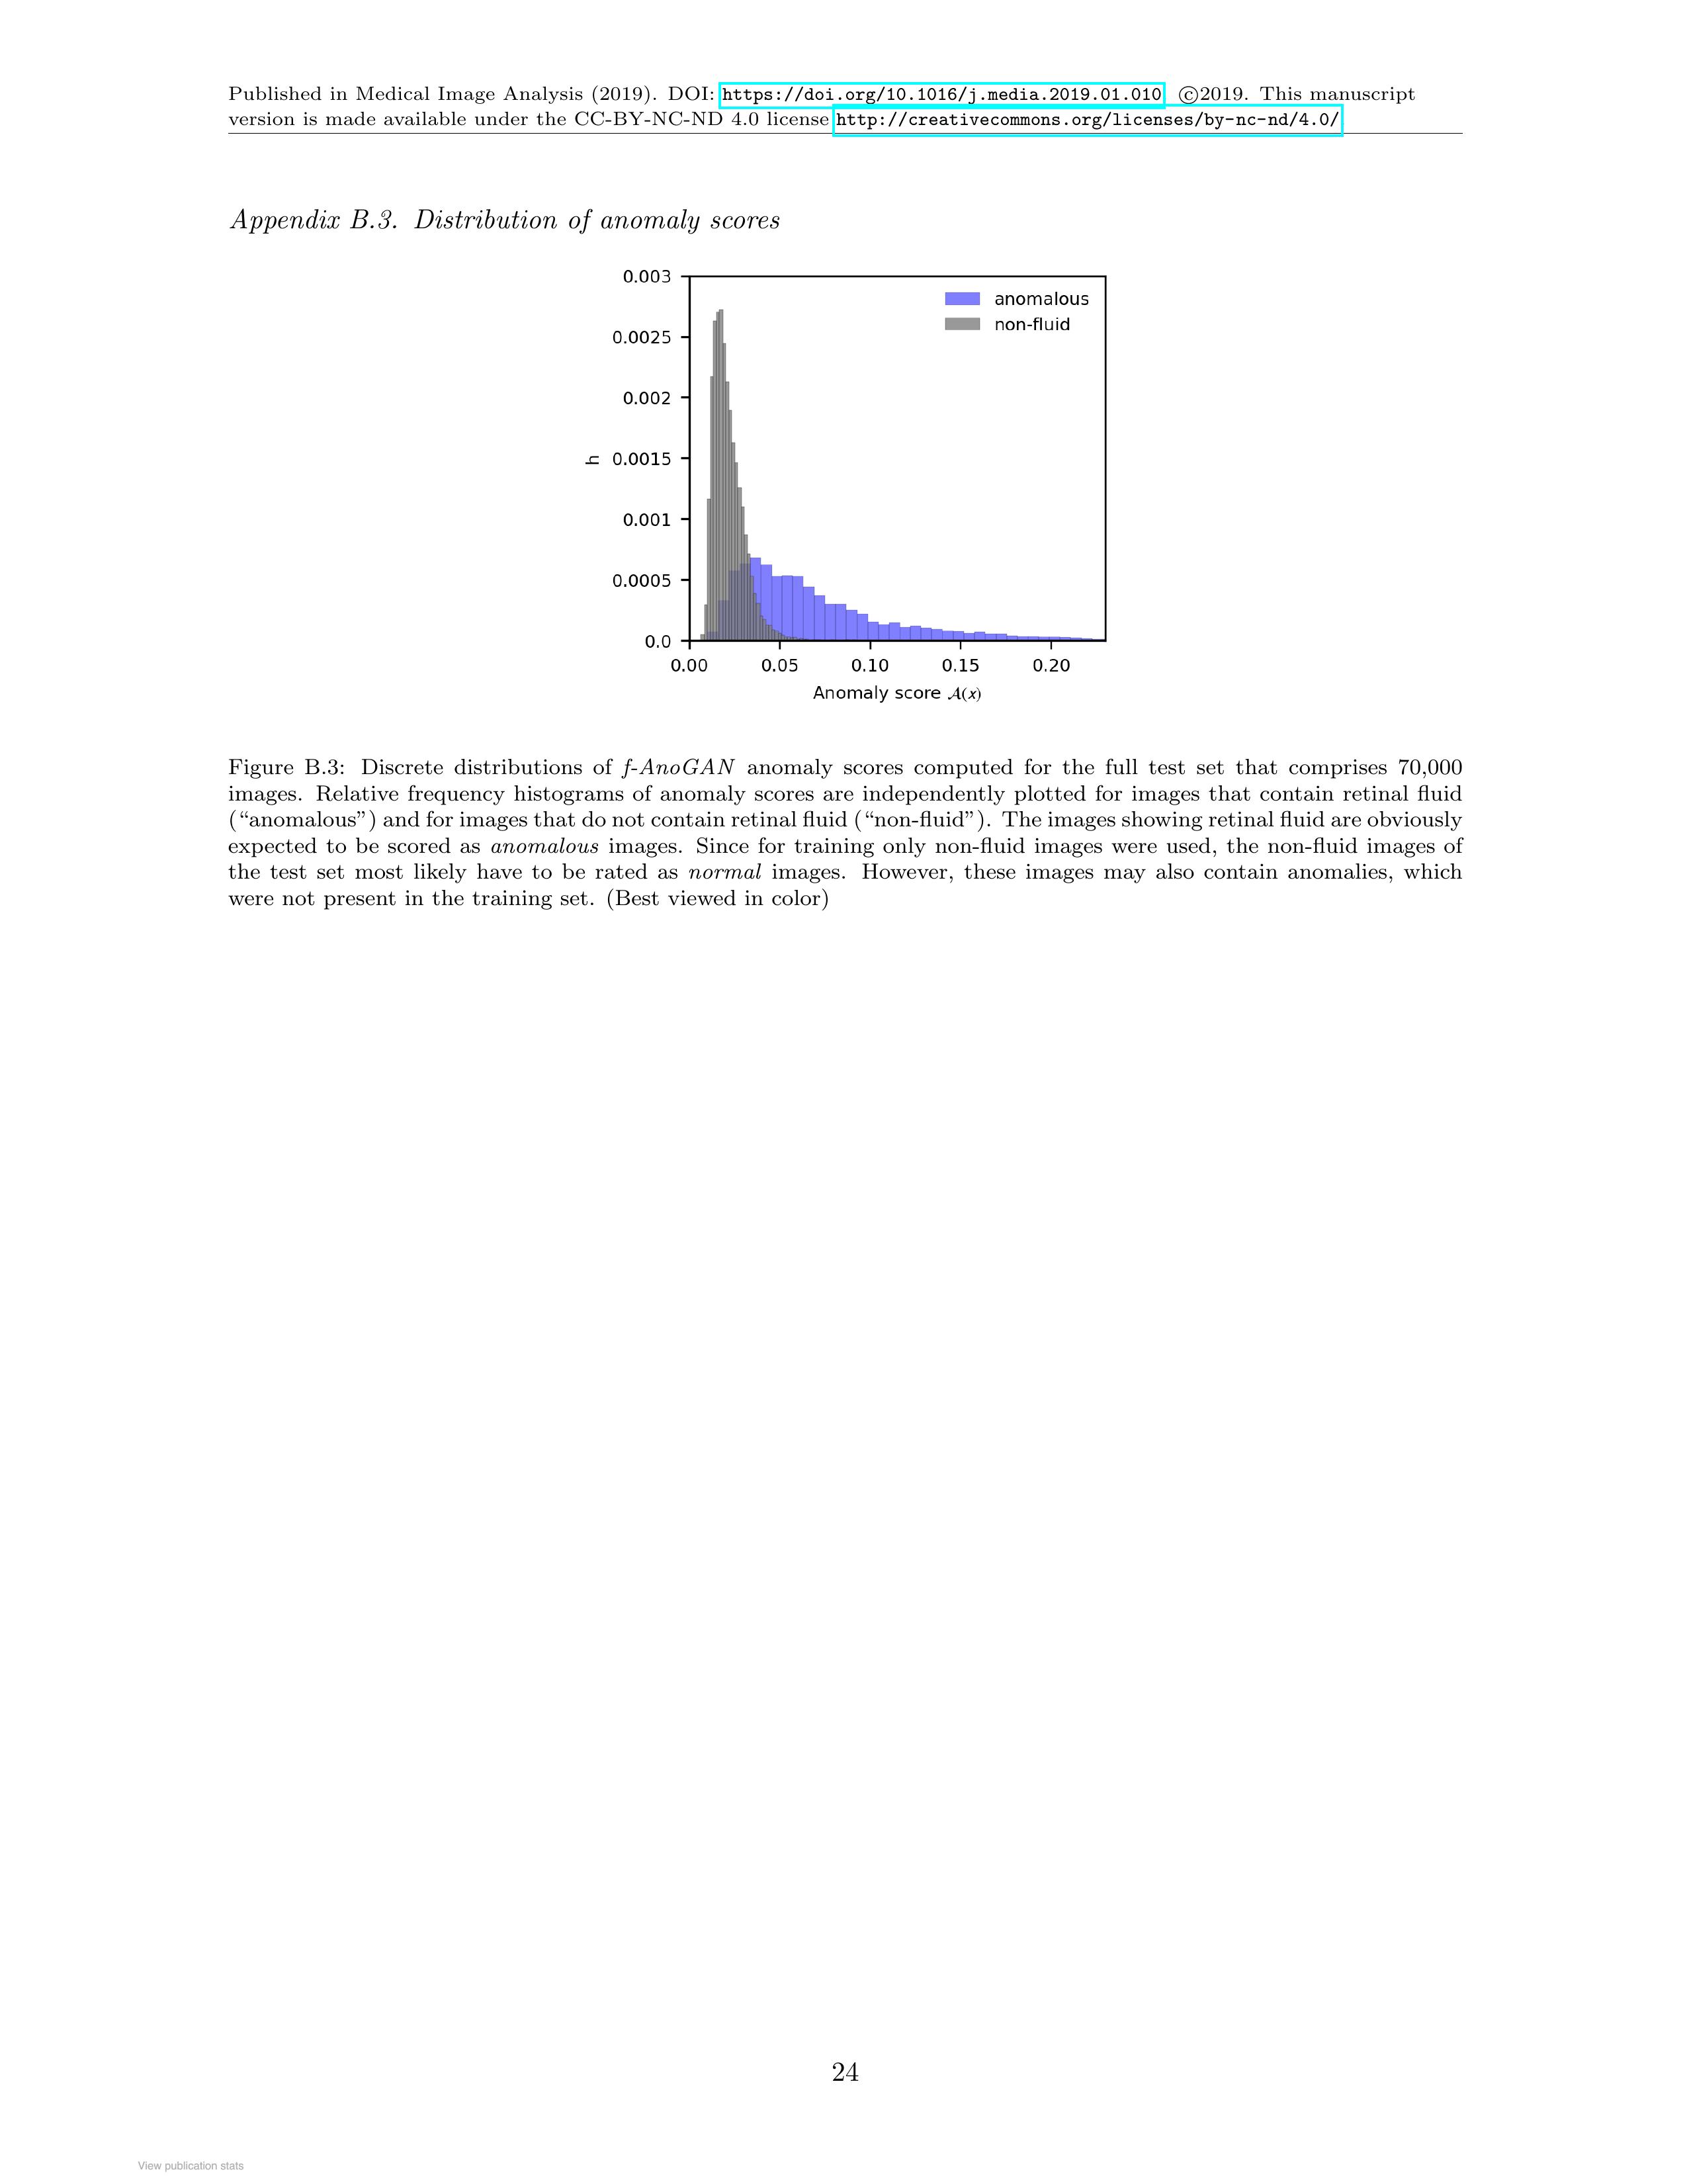 Published in Medical Image Analysis (2019). DOI: https://doi.org/10.1016/j.media.2019.01.010 ©2019. This manuscript
version is made available under the CC-BY-NC-ND 4.0 license http://creativecommons.org/licenses/by-nc-nd/4.0/
Appendix B.3. Distribution of anomaly scores
0.003
0.0025
0.002
0.0015
0.001
0.0005
0.0
h
anomalous
non-fluid
0.00 0.05 0.10 0.15 0.20
Anomaly score 𝒜(x)
Figure B.3: Discrete distributions of f-AnoGAN anomaly scores computed for the full test set that comprises 70,000
images. Relative frequency histograms of anomaly scores are independently plotted for images that contain retinal fluid
(“anomalous”) and for images that do not contain retinal fluid (“non-fluid”). The images showing retinal fluid are obviously
expected to be scored as anomalous images. Since for training only non-fluid images were used, the non-fluid images of
the test set most likely have to be rated as normal images. However, these images may also contain anomalies, which
were not present in the training set. (Best viewed in color)
24
View publication stats